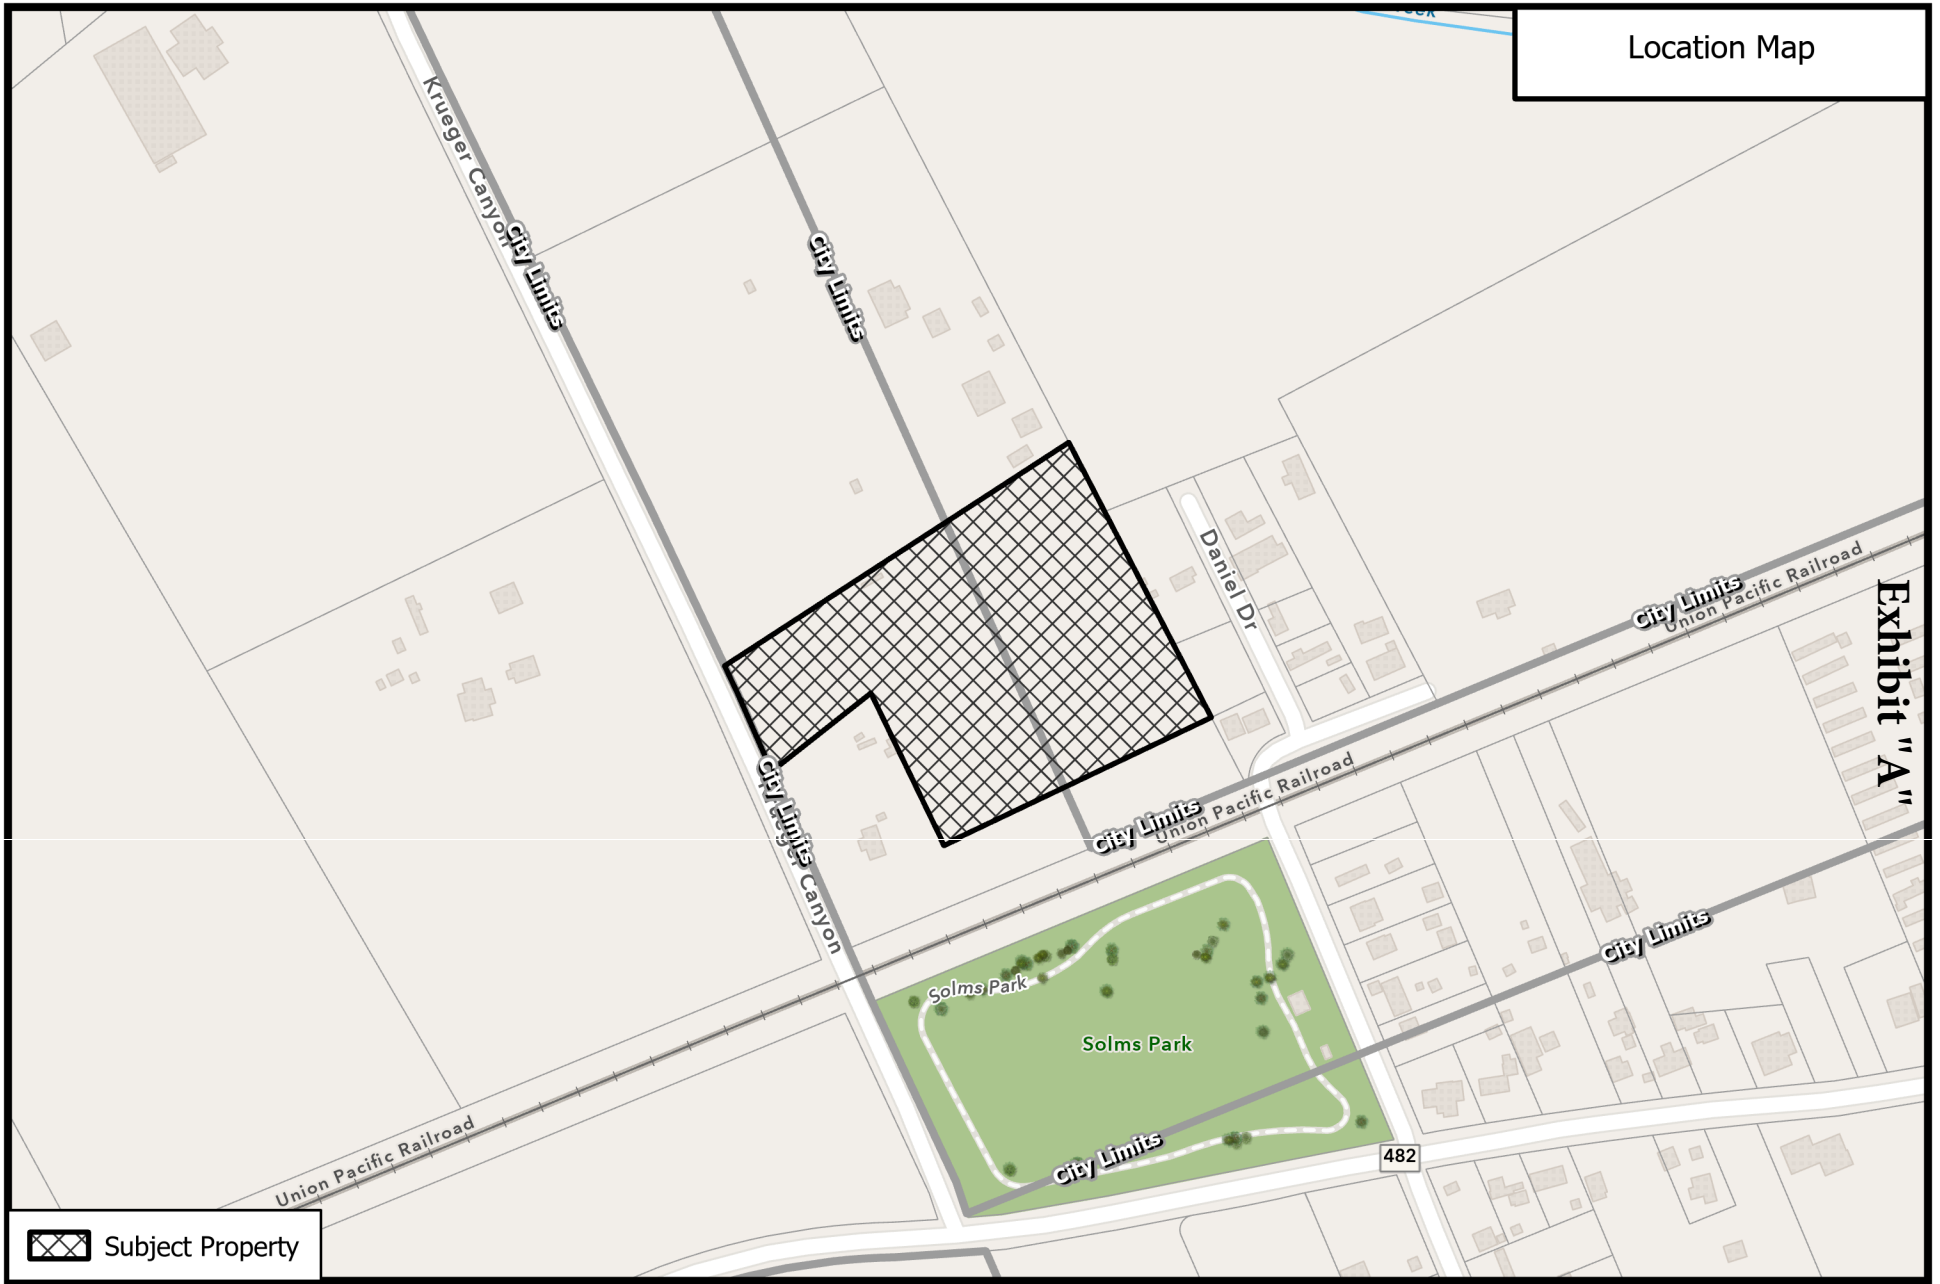 Location Map
Krueger Canyon
City Limits
City Limits
Daniel Dr
City Limits
Union Pacific Railroad
Exhibit "A"
City Limits
Canyon
City Limits
Union Pacific Railroad
City Limits
Solms Park
Solms Park
Union Pacific Railroad
City Limits
482
Subject Property